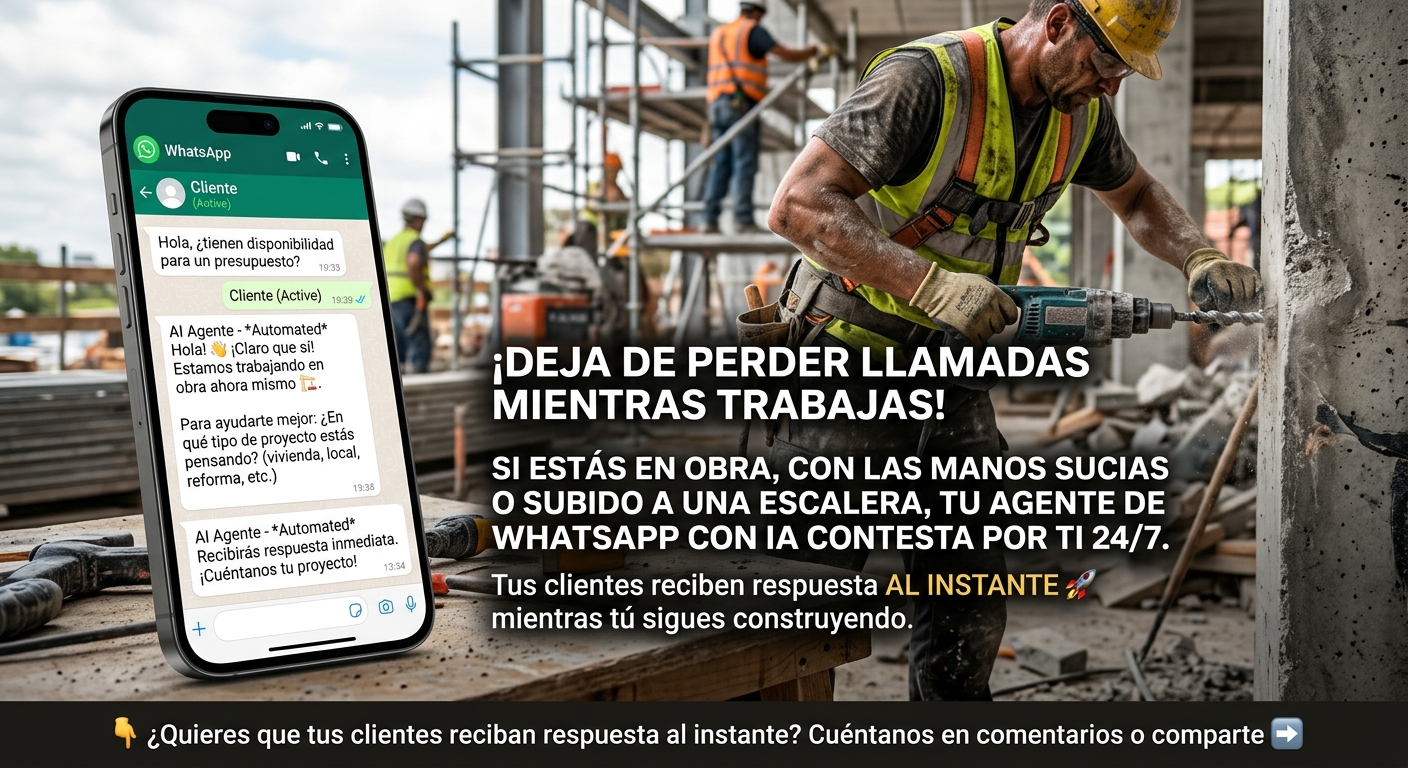 WhatsApp
Cliente
(Aotive)
Hola, ¿tienen disponibilidad
para un presupuesto?
19:38
Cliente (Active) 19:39
AI Agente - *Automated*
Hola! 👋 ¡Claro que sí!
Estamos trabajando en
obra ahora mismo 🏗️.
Para ayudarte mejor: ¿En
qué tipo de proyecto estás
pensando? (vivienda, local,
reforma, etc.)
19:38
AI Agente - *Automated*
Recibirás respuesta inmediata.
¡Cuéntanos tu proyecto!
13:34
¡DEJA DE PERDER LLAMADAS
MIENTRAS TRABAJAS!
SI ESTÁS EN OBRA, CON LAS MANOS SUCIAS
O SUBIDO A UNA ESCALERA, TU AGENTE DE
WHATSAPP CON IA CONTESTA POR TI 24/7.
Tus clientes reciben respuesta AL INSTANTE 🚀
mientras tú sigues construyendo.
👇 ¿Quieres que tus clientes reciban respuesta al instante? Cuéntanos en comentarios o comparte ➡️